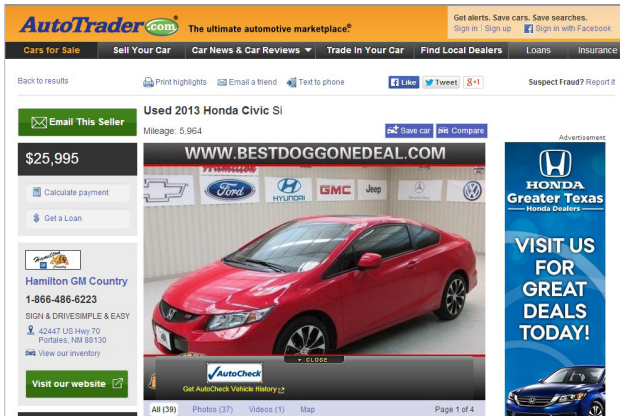 AutoTrader.com
The ultimate automotive marketplace.®
Get alerts. Save cars. Save searches.
Sign in | Sign up Sign in with Facebook
Cars for Sale Sell Your Car Car News & Car Reviews Trade In Your Car Find Local Dealers Loans Insurance
Back to results
Print highlights Email a friend Text to phone
Like Tweet +1
Suspect Fraud? Report it
Email This Seller
$25,995
Calculate payment
Get a Loan
Hamilton
Country
Hamilton GM Country
1-866-486-6223
SIGN & DRIVESIMPLE & EASY
42447 US Hwy 70
Portales, NM 88130
View our inventory
Visit our website
Used 2013 Honda Civic Si
Mileage: 5,964
Save car Compare
WWW.BESTDOGGONEDEAL.COM
Hamilton
Ford
HYUNDAI
GMC
Jeep
CLOSE
AutoCheck
Get AutoCheck Vehicle History
All (39) Photos (37) Videos (1) Map
Page 1 of 4
Advertisement
HONDA
Greater Texas
Honda Dealers
VISIT US
FOR
GREAT
DEALS
TODAY!